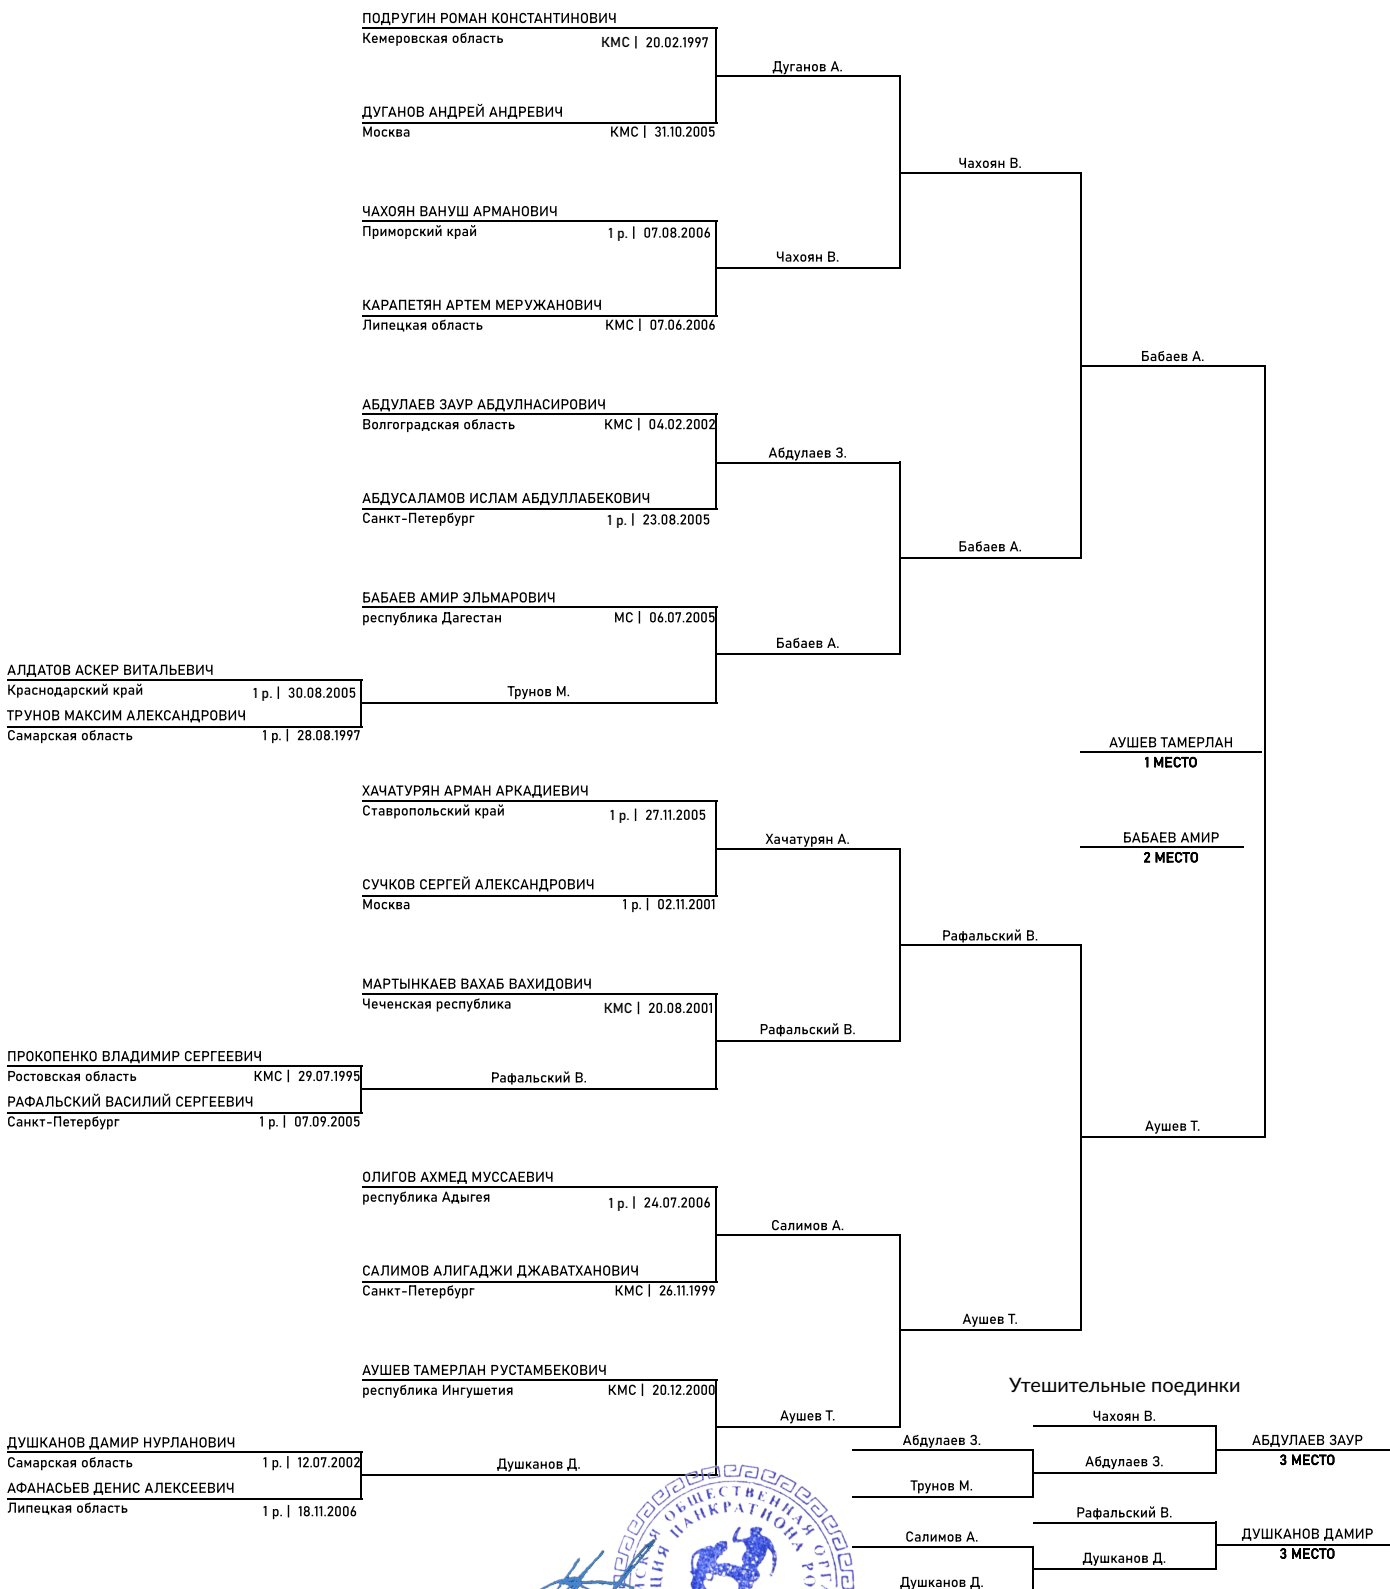 ПОДРУГИН РОМАН КОНСТАНТИНОВИЧ
Кемеровская область КМС | 20.02.1997
Дуганов А.
ДУГАНОВ АНДРЕЙ АНДРЕВИЧ
Москва КМС | 31.10.2005
Чахоян В.
ЧАХОЯН ВАНУШ АРМАНОВИЧ
Приморский край 1 р. | 07.08.2006
Чахоян В.
КАРАПЕТЯН АРТЕМ МЕРУЖАНОВИЧ
Липецкая область КМС | 07.06.2006
Бабаев А.
АБДУЛАЕВ ЗАУР АБДУЛНАСИРОВИЧ
Волгоградская область КМС | 04.02.2002
Абдулаев З.
АБДУСАЛАМОВ ИСЛАМ АБДУЛЛАБЕКОВИЧ
Санкт-Петербург 1 р. | 23.08.2005
Бабаев А.
БАБАЕВ АМИР ЭЛЬМАРОВИЧ
республика Дагестан МС | 06.07.2005
Бабаев А.
АЛДАТОВ АСКЕР ВИТАЛЬЕВИЧ
Краснодарский край 1 р. | 30.08.2005
Трунов М.
ТРУНОВ МАКСИМ АЛЕКСАНДРОВИЧ
Самарская область 1 р. | 28.08.1997
АУШЕВ ТАМЕРЛАН
1 МЕСТО
ХАЧАТУРЯН АРМАН АРКАДИЕВИЧ
Ставропольский край 1 р. | 27.11.2005
Хачатурян А.
БАБАЕВ АМИР
2 МЕСТО
СУЧКОВ СЕРГЕЙ АЛЕКСАНДРОВИЧ
Москва 1 р. | 02.11.2001
Рафальский В.
МАРТЫНКАЕВ ВАХАБ ВАХИДОВИЧ
Чеченская республика КМС | 20.08.2001
Рафальский В.
ПРОКОПЕНКО ВЛАДИМИР СЕРГЕЕВИЧ
Ростовская область КМС | 29.07.1995
Рафальский В.
РАФАЛЬСКИЙ ВАСИЛИЙ СЕРГЕЕВИЧ
Санкт-Петербург 1 р. | 07.09.2005
Аушев Т.
ОЛИГОВ АХМЕД МУССАЕВИЧ
республика Адыгея 1 р. | 24.07.2006
Салимов А.
САЛИМОВ АЛИГАДЖИ ДЖАВАТХАНОВИЧ
Санкт-Петербург КМС | 26.11.1999
Аушев Т.
АУШЕВ ТАМЕРЛАН РУСТАМБЕКОВИЧ
республика Ингушетия КМС | 20.12.2000
Аушев Т.
ДУШКАНОВ ДАМИР НУРЛАНОВИЧ
Самарская область 1 р. | 12.07.2002
Душканов Д.
АФАНАСЬЕВ ДЕНИС АЛЕКСЕЕВИЧ
Липецкая область 1 р. | 18.11.2006
Утешительные поединки
Чахоян В.
Абдулаев З.
АБДУЛАЕВ ЗАУР
3 МЕСТО
Абдулаев З.
Трунов М.
Рафальский В.
Салимов А.
ДУШКАНОВ ДАМИР
3 МЕСТО
Душканов Д.
Душканов Д.
ОБЩЕСТВЕННАЯ
ПАНКРАТИОНА